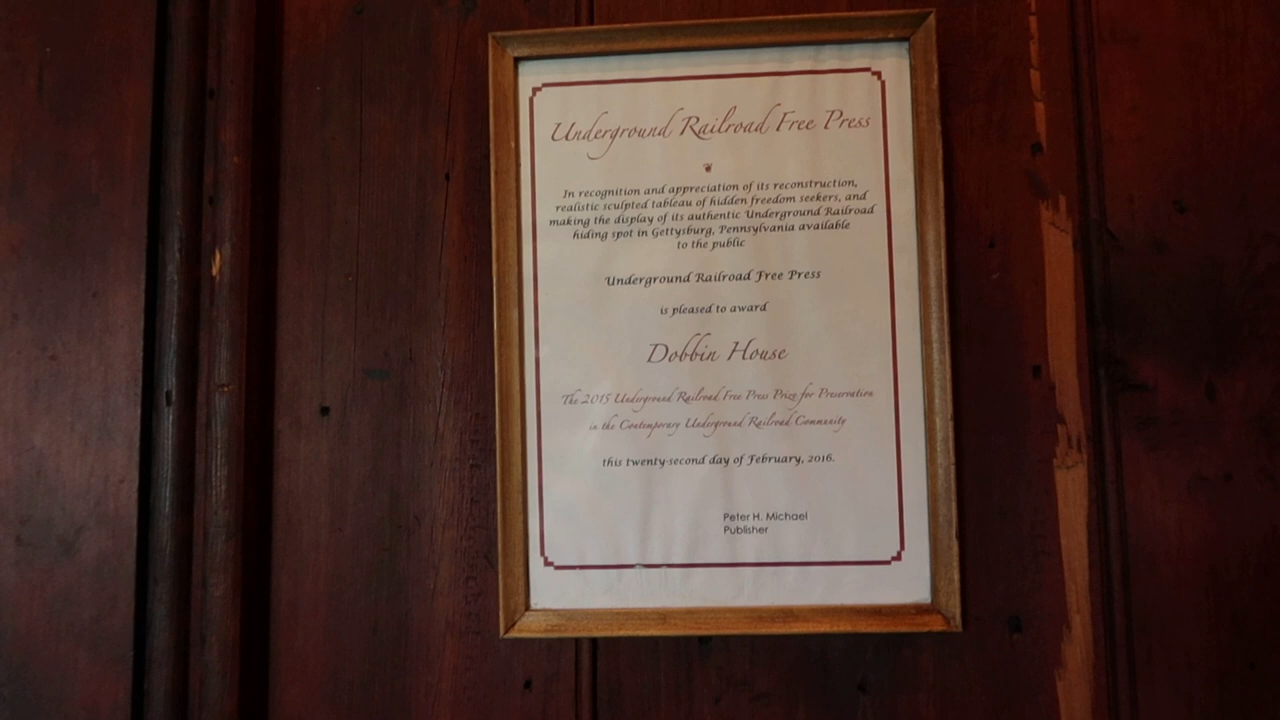 Underground Railroad Free Press
In recognition and appreciation of its reconstruction,
realistic sculpted tableau of hidden freedom seekers, and
making the display of its authentic Underground Railroad
hiding spot in Gettysburg, Pennsylvania available
to the public
Underground Railroad Free Press
is pleased to award
Dobbin House
The 2015 Underground Railroad Free Press Prize for Preservation
in the Contemporary Underground Railroad Community
this twenty-second day of February, 2016.
Peter H. Michael
Publisher